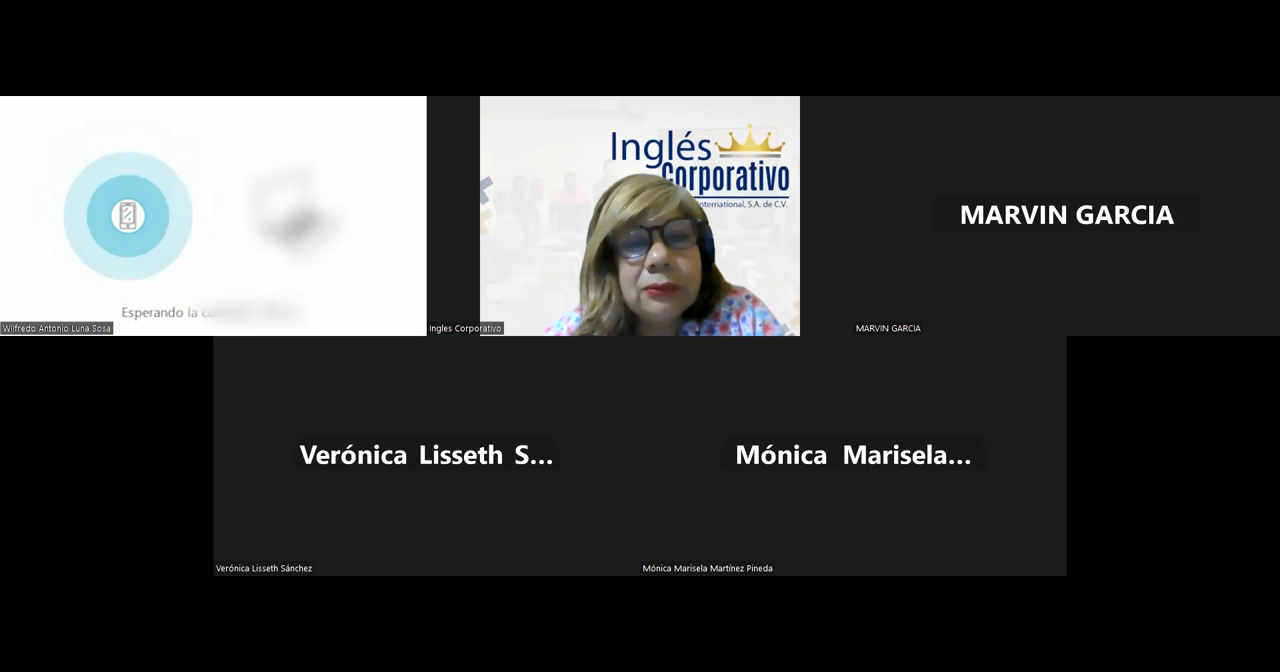 Esperando la
Wilfredo Antonio Luna Sosa
Inglés
Corporativo
International, S.A. de C.V.
Ingles Corporativo
MARVIN GARCIA
MARVIN GARCIA
Verónica Lisseth S...
Verónica Lisseth Sánchez
Mónica Marisela...
Mónica Marisela Martínez Pineda